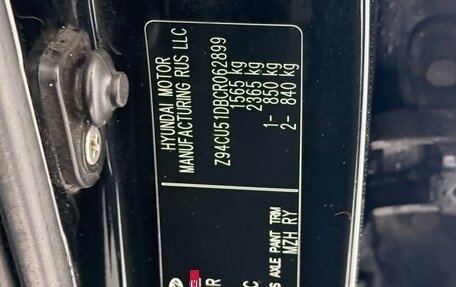 HYUNDAI MOTOR
MANUFACTURING RUS LLC
Z94CU51DBCR062899
1565 kg
2365 kg
1- 850 kg
2- 840 kg
AXLE PAINT TRM
MZH RY